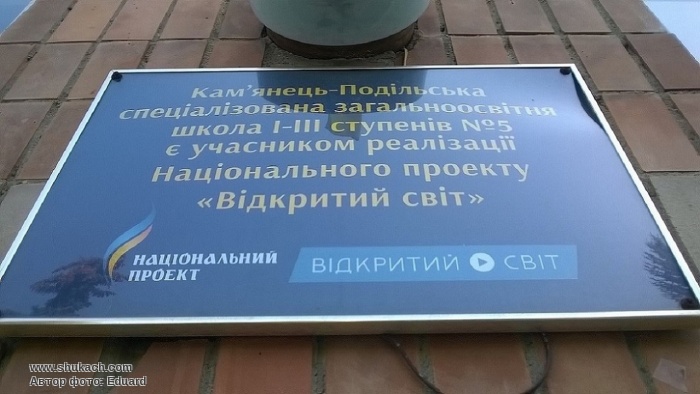 Кам'янець-Подільська
спеціалізована загальноосвітня
школа І-ІІІ ступенів №5
є учасником реалізації
Національного проекту
«Відкритий світ»
НАЦІОНАЛЬНИЙ
ПРОЕКТ
ВІДКРИТИЙ СВІТ
www.shukach.com
Автор фото: Eduard